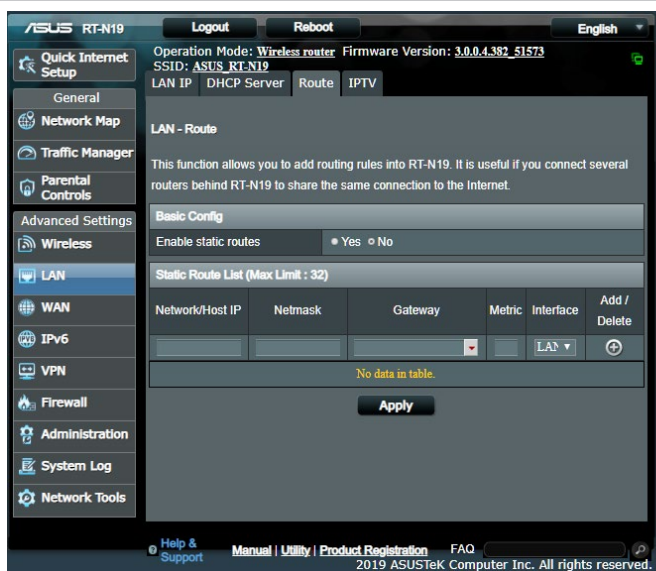 ASUS RT-N19 Logout Reboot English
Quick Internet Setup
General
Network Map
Traffic Manager
Parental Controls
Advanced Settings
Wireless
LAN
WAN
IPv6
VPN
Firewall
Administration
System Log
Network Tools
Operation Mode: Wireless router Firmware Version: 3.0.0.4.382_51573
SSID: ASUS_RT-N19
LAN IP DHCP Server Route IPTV
LAN - Route
This function allows you to add routing rules into RT-N19. It is useful if you connect several
routers behind RT-N19 to share the same connection to the Internet.
Basic Config
Enable static routes Yes No
Static Route List (Max Limit : 32)
Network/Host IP Netmask Gateway Metric Interface Add / Delete
LAN
No data in table.
Apply
Help & Support Manual | Utility | Product Registration FAQ
2019 ASUSTeK Computer Inc. All rights reserved.